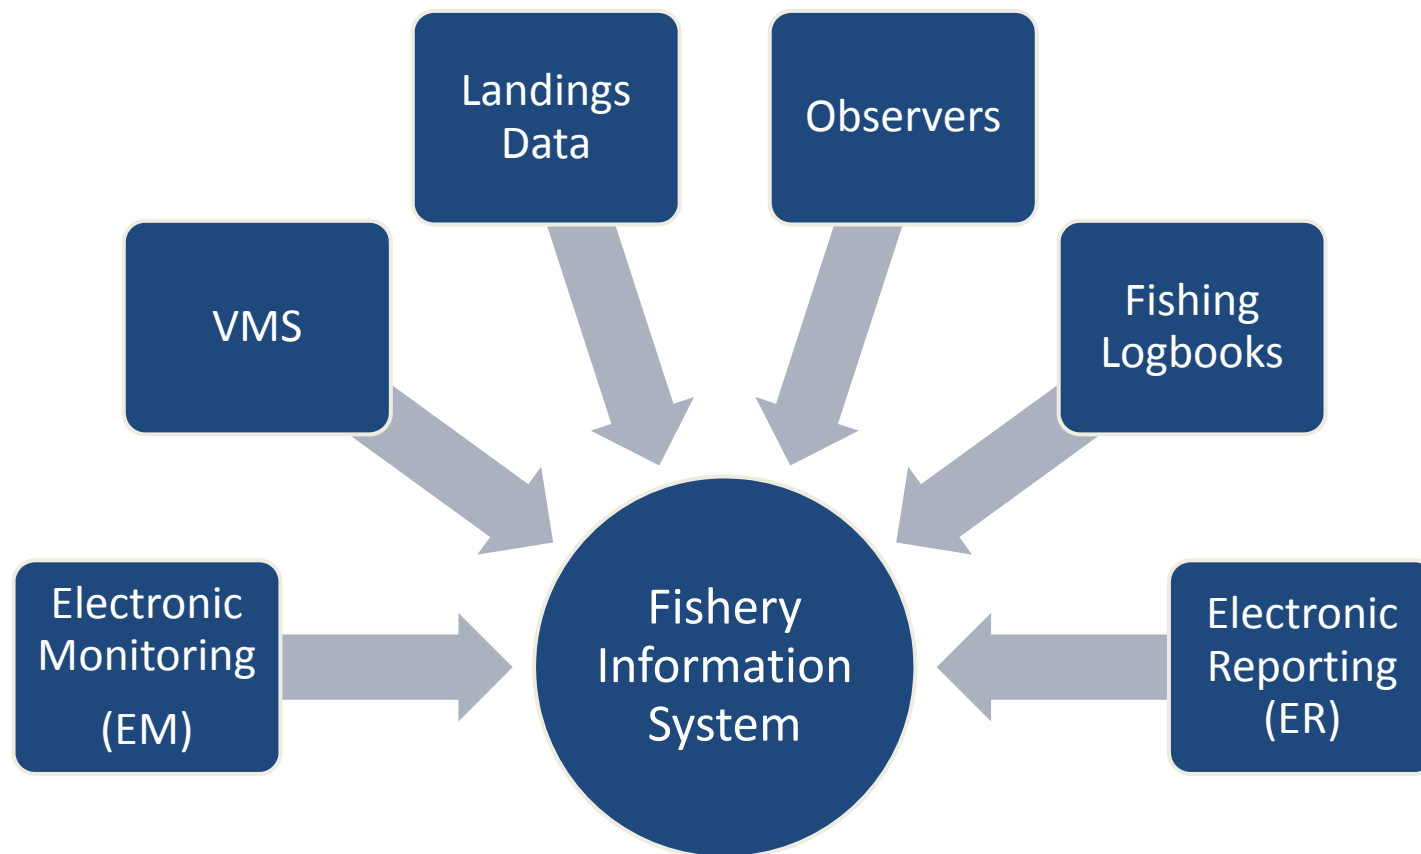 Landings
Data
Observers
VMS
Fishing
Logbooks
Electronic
Monitoring
(EM)
Fishery
Information
System
Electronic
Reporting
(ER)